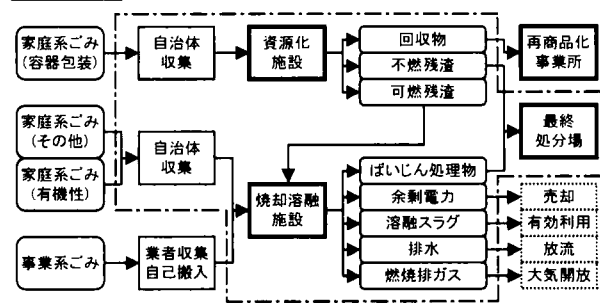 家庭系ごみ
(容器包装)
自治体
収集
資源化
施設
回収物
不燃残渣
可燃残渣
再商品化
事業所
家庭系ごみ
(その他)
家庭系ごみ
(有機性)
自治体
収集
最終
処分場
焼却溶融
施設
ばいじん処理物
余剰電力
溶融スラグ
排水
燃焼排ガス
売却
有効利用
放流
大気開放
事業系ごみ
業者収集
自己搬入